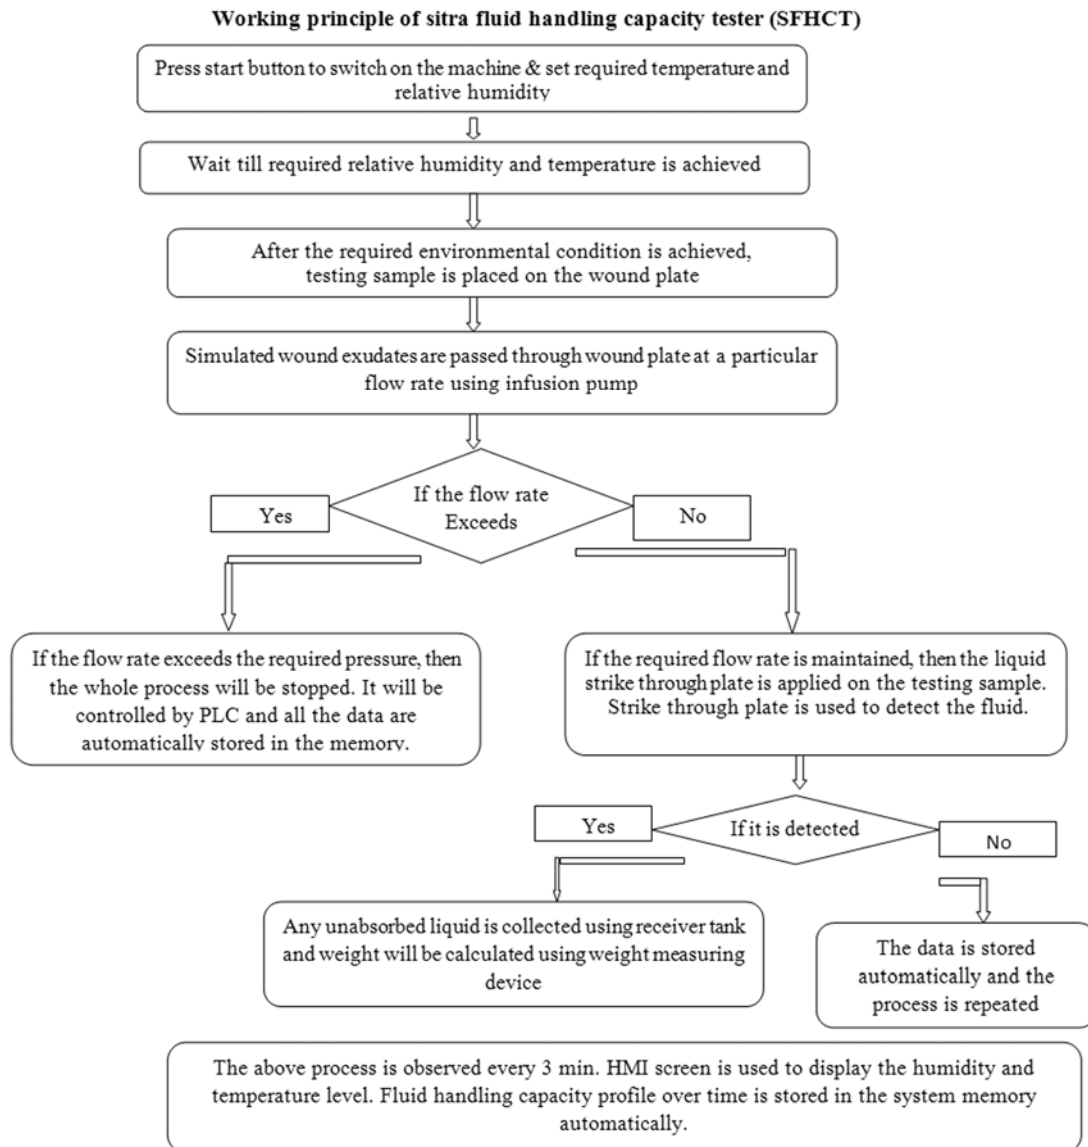 Working principle of sitra fluid handling capacity tester (SFHCT)
Press start button to switch on the machine & set required temperature and
relative humidity
Wait till required relative humidity and temperature is achieved
After the required environmental condition is achieved,
testing sample is placed on the wound plate
Simulated wound exudates are passed through wound plate at a particular
flow rate using infusion pump
If the flow rate
Exceeds
Yes
No
If the flow rate exceeds the required pressure, then
the whole process will be stopped. It will be
controlled by PLC and all the data are
automatically stored in the memory.
If the required flow rate is maintained, then the liquid
strike through plate is applied on the testing sample.
Strike through plate is used to detect the fluid.
If it is detected
Yes
No
Any unabsorbed liquid is collected using receiver tank
and weight will be calculated using weight measuring
device
The data is stored
automatically and the
process is repeated
The above process is observed every 3 min. HMI screen is used to display the humidity and
temperature level. Fluid handling capacity profile over time is stored in the system memory
automatically.